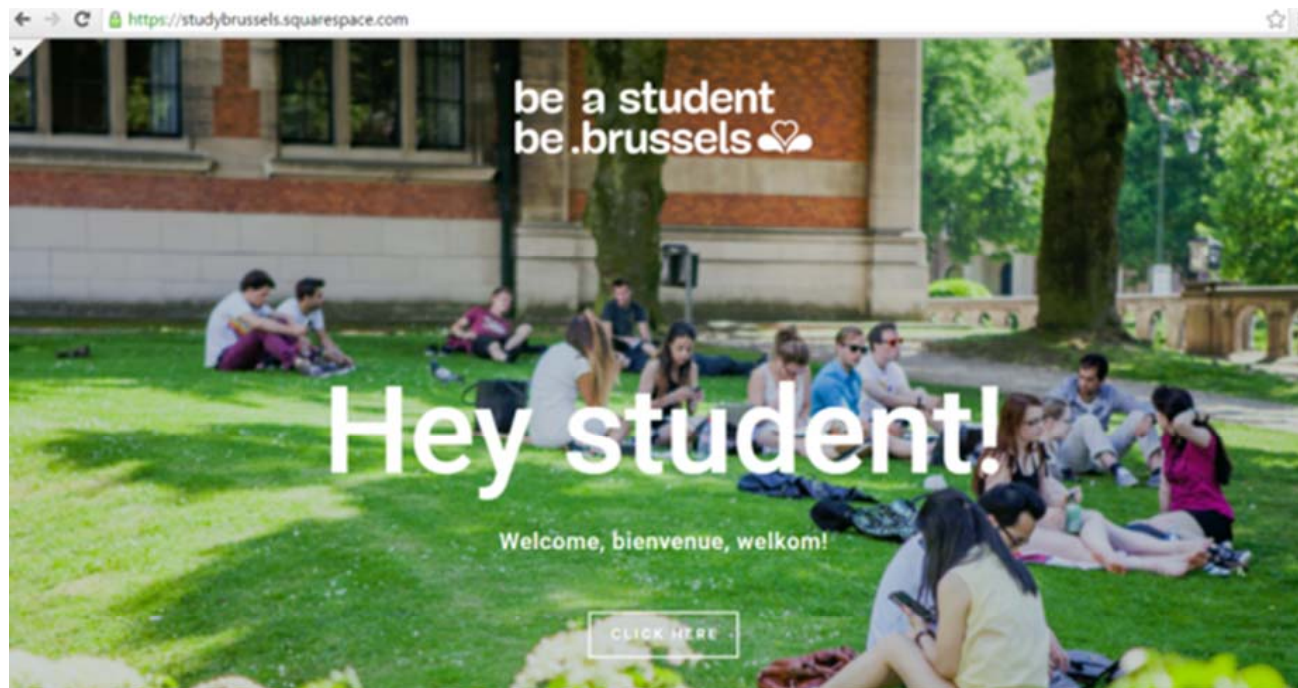 https://studybrussels.squarespace.com
be a student
be .brussels
Hey student!
Welcome, bienvenue, welkom!
CLICK HERE